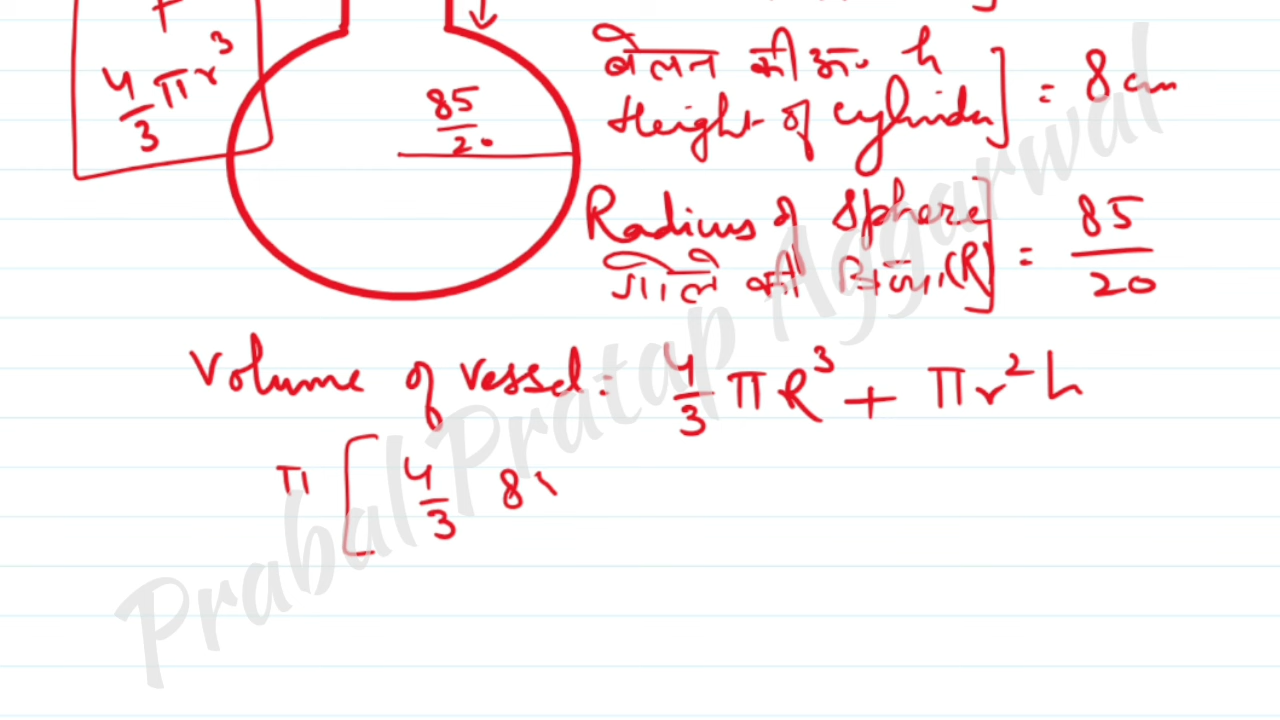 4/3 πr³
85/20
बेलन की ऊ. h
Height of cylinder] = 8 cm
Radius of Sphere
गोले की त्रिज्या (R)] = 85/20
Volume of vessel = 4/3 πR³ + πr²h
π [ 4/3 8
Prabal Pratap Aggarwal